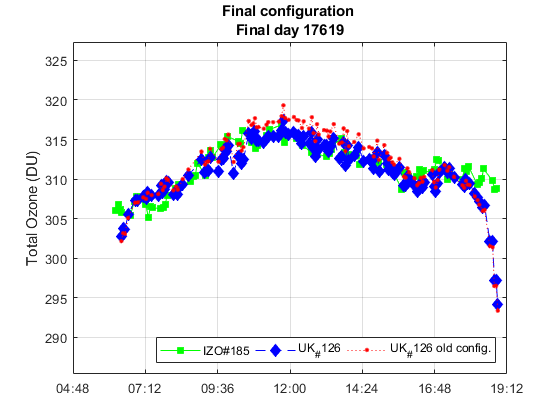 Final configuration
Final day 17619
Total Ozone (DU)
325
320
315
310
305
300
295
290
IZO#185
UK#126
UK#126 old config.
04:48
07:12
09:36
12:00
14:24
16:48
19:12